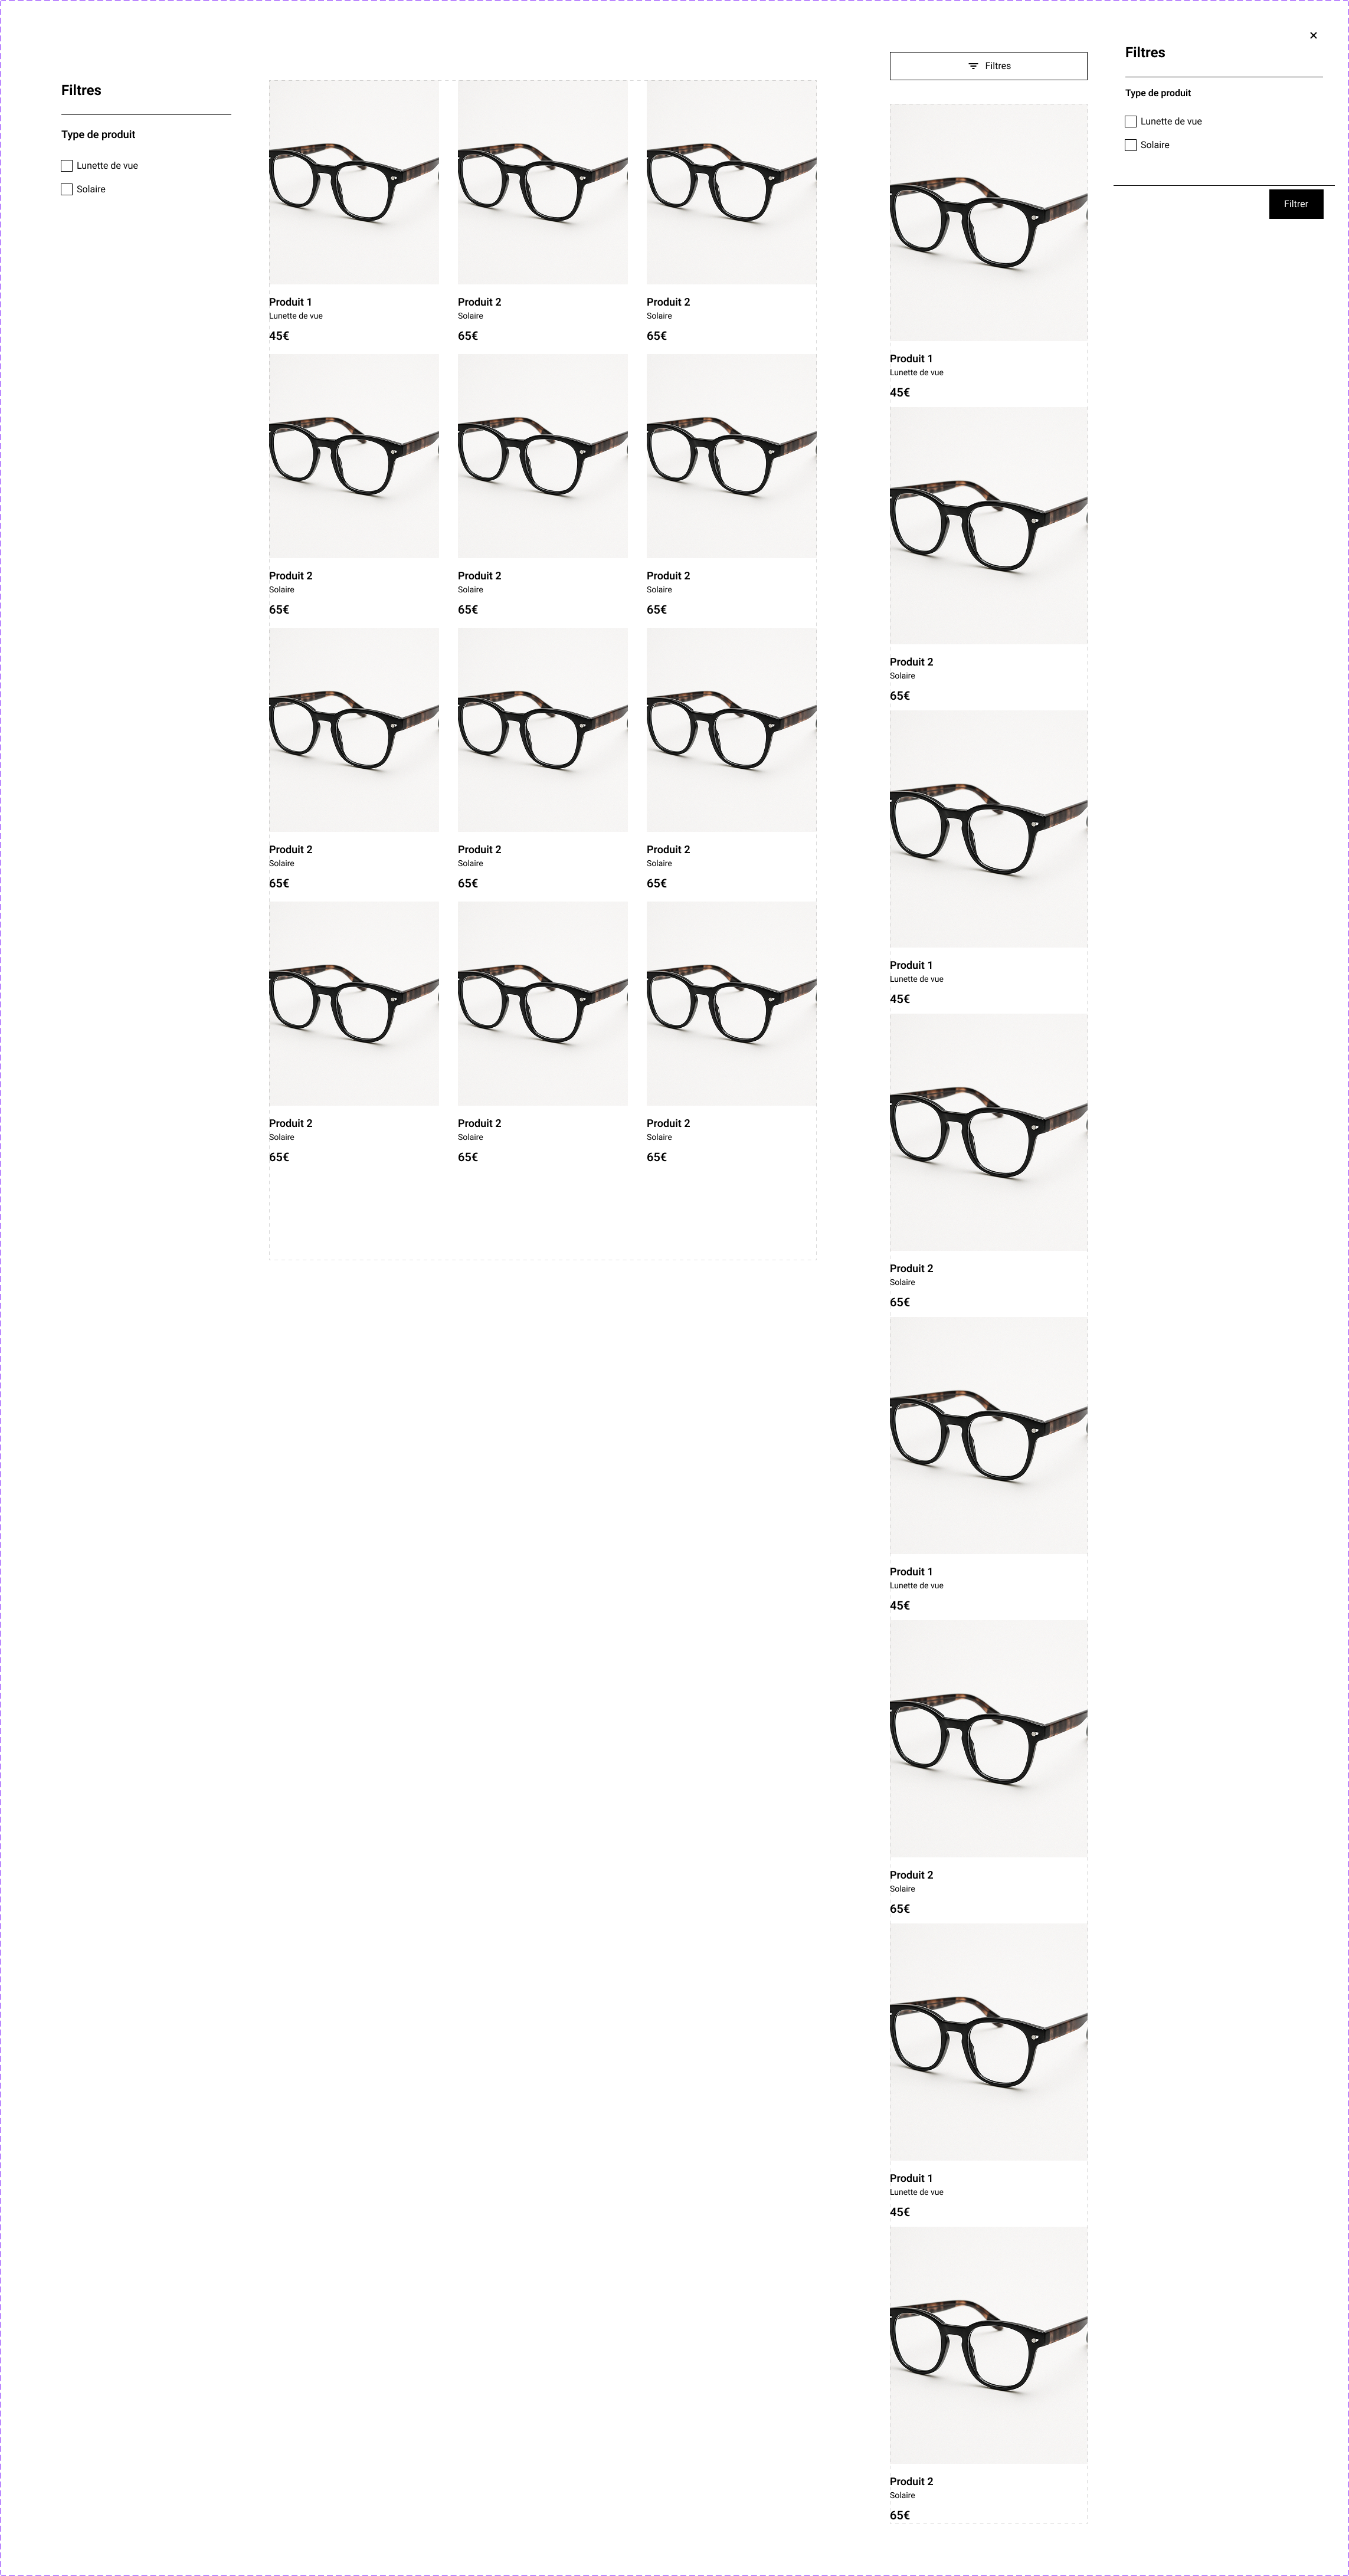 Filtres
Type de produit
Lunette de vue
Solaire
Produit 1
Lunette de vue
45€
Produit 2
Solaire
65€
Produit 2
Solaire
65€
Produit 2
Solaire
65€
Produit 2
Solaire
65€
Produit 2
Solaire
65€
Produit 2
Solaire
65€
Produit 2
Solaire
65€
Produit 2
Solaire
65€
Produit 2
Solaire
65€
Produit 2
Solaire
65€
Produit 2
Solaire
65€
Filtres
Produit 1
Lunette de vue
45€
Produit 2
Solaire
65€
Produit 1
Lunette de vue
45€
Produit 2
Solaire
65€
Produit 1
Lunette de vue
45€
Produit 2
Solaire
65€
Produit 1
Lunette de vue
45€
Produit 2
Solaire
65€
Filtres
Type de produit
Lunette de vue
Solaire
Filtrer